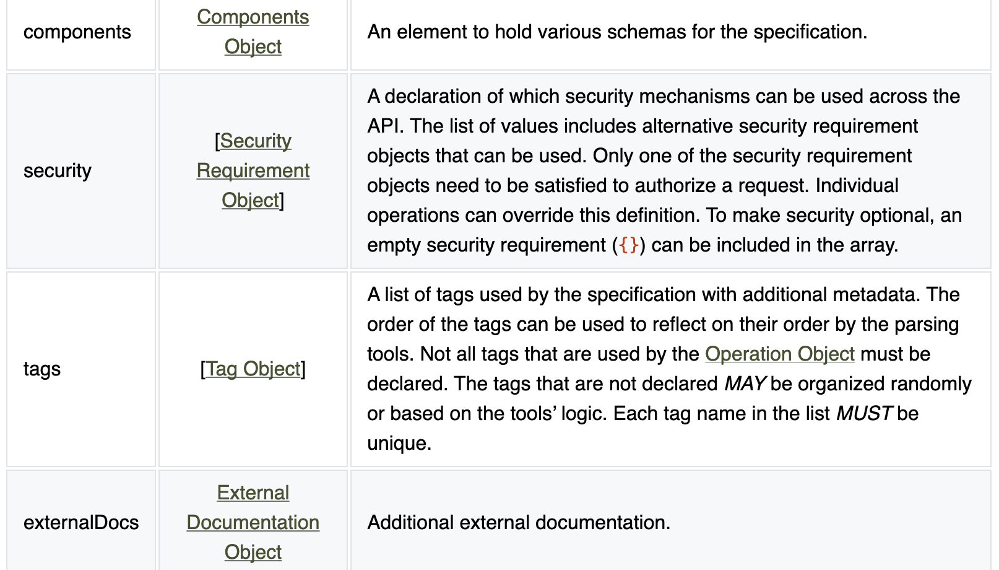 components
Components
Object
An element to hold various schemas for the specification.
security
[Security
Requirement
Object]
A declaration of which security mechanisms can be used across the
API. The list of values includes alternative security requirement
objects that can be used. Only one of the security requirement
objects need to be satisfied to authorize a request. Individual
operations can override this definition. To make security optional, an
empty security requirement ({}) can be included in the array.
tags
[Tag Object]
A list of tags used by the specification with additional metadata. The
order of the tags can be used to reflect on their order by the parsing
tools. Not all tags that are used by the Operation Object must be
declared. The tags that are not declared MAY be organized randomly
or based on the tools’ logic. Each tag name in the list MUST be
unique.
externalDocs
External
Documentation
Object
Additional external documentation.